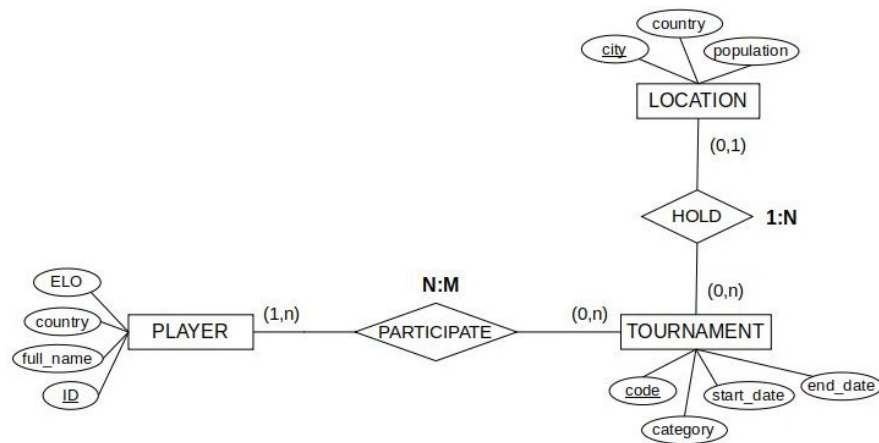 country
city
population
LOCATION
(0,1)
HOLD
1:N
(0,n)
N:M
ELO
country
full_name
ID
PLAYER
(1,n)
PARTICIPATE
(0,n)
TOURNAMENT
code
category
start_date
end_date